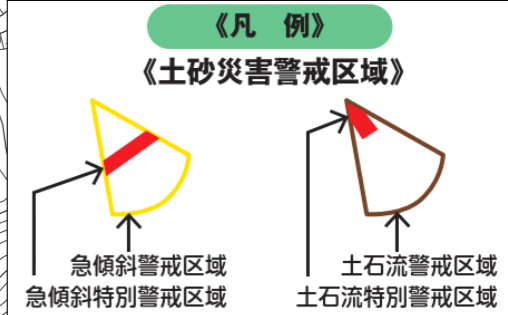 《凡　例》
《土砂災害警戒区域》
急傾斜警戒区域
急傾斜特別警戒区域
土石流警戒区域
土石流特別警戒区域